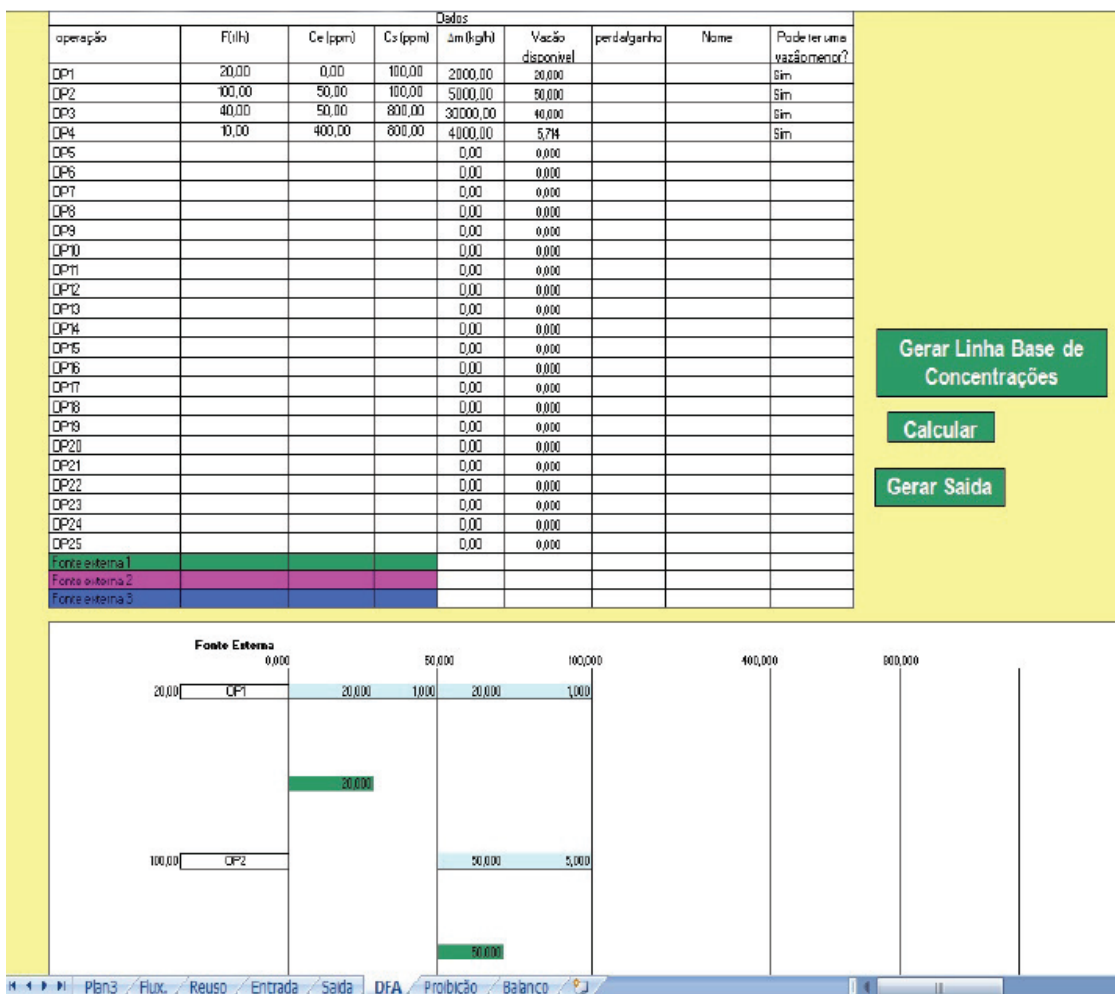 Dados
operação F(t/h) Ce (ppm) Cs (ppm) Δm (kg/h) Vazão disponível perda/ganho Nome Pode ter uma vazão menor?
OP1 20,00 0,00 100,00 2000,00 20,000 Sim
OP2 100,00 50,00 100,00 5000,00 50,000 Sim
OP3 40,00 50,00 800,00 30000,00 40,000 Sim
OP4 10,00 400,00 800,00 4000,00 5,714 Sim
OP5 0,00 0,000
OP6 0,00 0,000
OP7 0,00 0,000
OP8 0,00 0,000
OP9 0,00 0,000
OP10 0,00 0,000
OP11 0,00 0,000
OP12 0,00 0,000
OP13 0,00 0,000
OP14 0,00 0,000
OP15 0,00 0,000
OP16 0,00 0,000
OP17 0,00 0,000
OP18 0,00 0,000
OP19 0,00 0,000
OP20 0,00 0,000
OP21 0,00 0,000
OP22 0,00 0,000
OP23 0,00 0,000
OP24 0,00 0,000
OP25 0,00 0,000
Fonte externa 1
Fonte externa 2
Fonte externa 3
Gerar Linha Base de
Concentrações
Calcular
Gerar Saida
Fonte Externa
0,000 50,000 100,000 400,000 800,000
20,00 OP1 20,000 1,000 20,000 1,000
20,000
100,00 OP2 50,000 5,000
50,000
Plan3 Flux. Reuso Entrada Saida DFA Proibicão Balanco